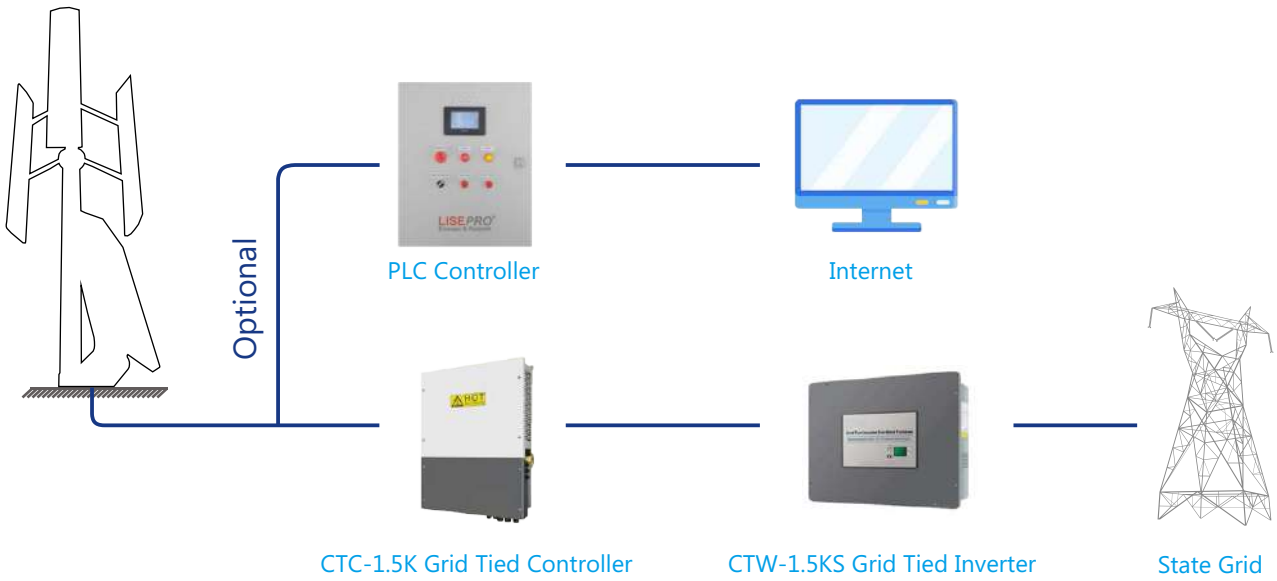 LISEPRO®
PLC Controller
Internet
Optional
HOT
CTC-1.5K Grid Tied Controller
CTW-1.5KS Grid Tied Inverter
State Grid